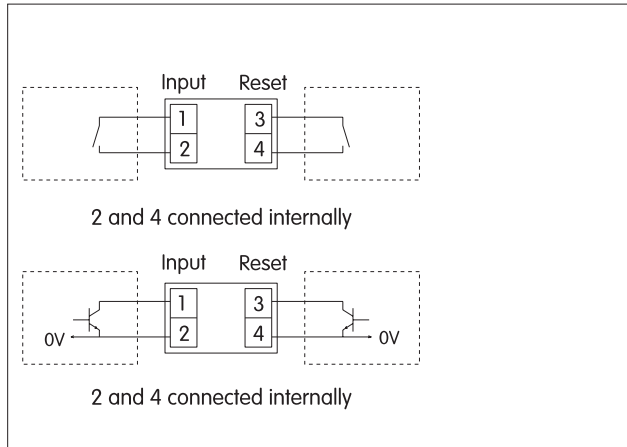 Input Reset
1 3
2 4
2 and 4 connected internally
Input Reset
1 3
0V 2 4 0V
2 and 4 connected internally